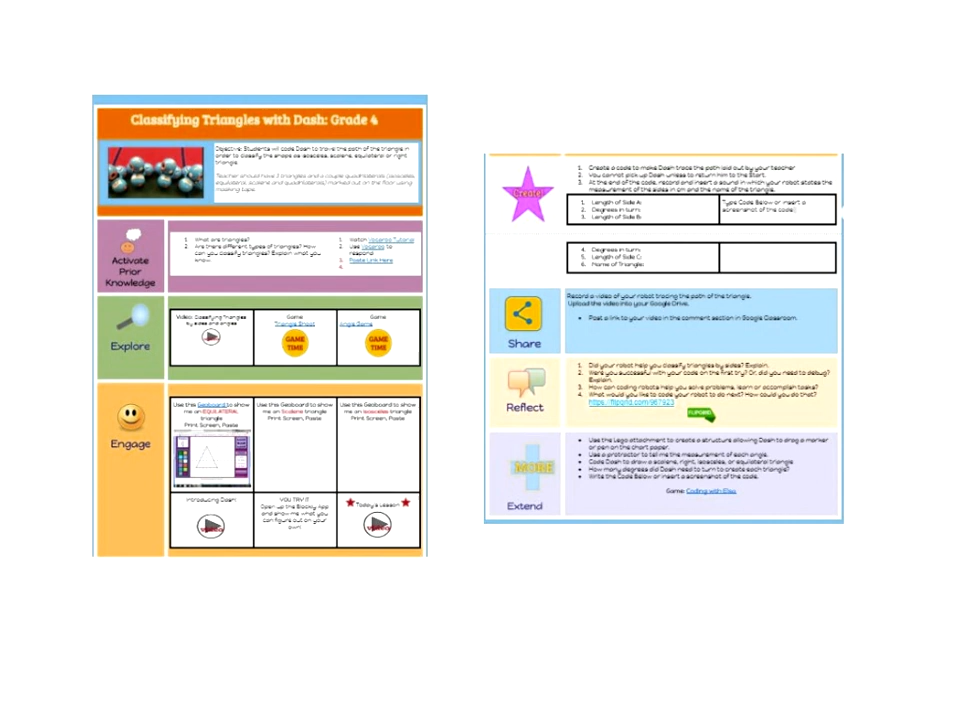 Classifying Triangles with Dash: Grade 4
Objective: Students will code Dash to travel the path of the triangle in
order to classify the shape as isosceles, scalene, equilateral or right
triangle.
Teacher should have 3 triangles and a couple quadrilaterals (isosceles,
equilateral, scalene and quadrilaterals) marked out on the floor using
masking tape.
Activate
Prior
Knowledge
1. What are triangles?
2. Are there different types of triangles? How
can you classify triangles? Explain what you
know.
1. Watch Vocaroo Tutorial
2. Use Vocaroo to
respond
3. Paste Link Here
4.
Explore
Video: Classifying Triangles
by sides and angles
Game:
Triangle Shoot
GAME
TIME
Game:
Angle Game
GAME
TIME
Engage
Use this Geoboard to show
me an EQUILATERAL
triangle
Print Screen, Paste
Use this Geoboard to show
me an Scalene triangle
Print Screen, Paste
Use this Geoboard to show
me an Isosceles triangle
Print Screen, Paste
Introducing Dash!
YOU TRY IT
Open up the Blockly App
and show me what you
can figure out on your
own!
Today's Lesson
Create
1. Create a code to make Dash trace the path laid out by your teacher
2. You cannot pick up Dash unless to return him to the Start.
3. At the end of the code, record and insert a sound in which your robot states the
measurement of the sides in cm and the name of the triangle.
1. Length of Side A:
2. Degrees in turn:
3. Length of Side B:
Type Code Below or insert a
screenshot of the code:
4. Degrees in turn:
5. Length of Side C:
6. Name of Triangle:
Share
Record a video of your robot tracing the path of the triangle.
Upload the video into your Google Drive.
• Post a link to your video in the comment section in Google Classroom.
Reflect
1. Did your robot help you classify triangles by sides? Explain.
2. Were you successful with your code on the first try? Or did you need to debug?
Explain.
3. How can coding robots help you solve problems, learn or accomplish tasks?
4. What would you like to code your robot to do next? How could you do that?
https://flipgrid.com/967923
FLIPGRID
MORE
Extend
• Use the Lego attachment to create a structure allowing Dash to drag a marker
or pen on the chart paper.
• Use a protractor to tell me the measurement of each angle.
• Code Dash to draw a scalene, right, isosceles, or equilateral triangle
• How many degrees did Dash need to turn to create each triangle?
• Write the Code Below or insert a screenshot of the code.
Game: Coding with Elsa